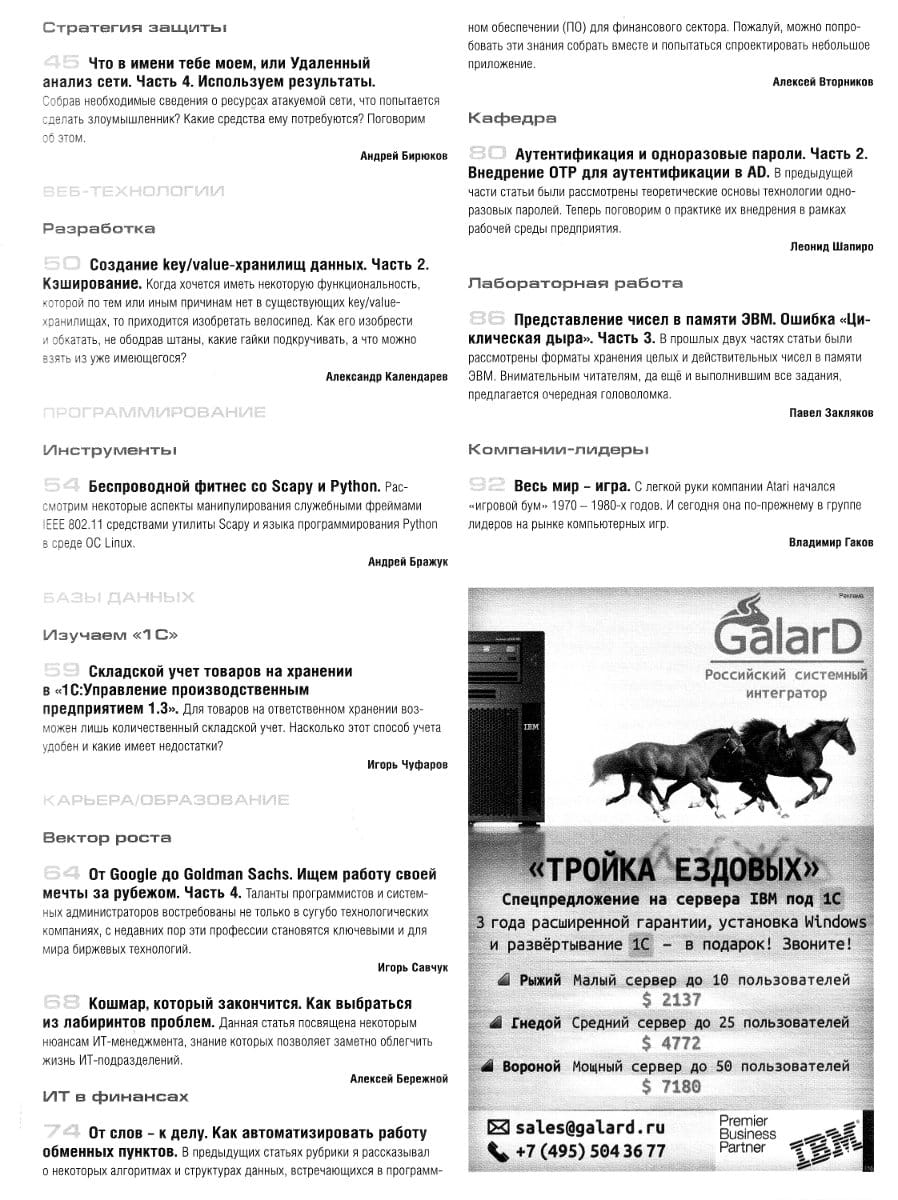 Стратегия защиты
45 Что в имени тебе моем, или Удаленный
анализ сети. Часть 4. Используем результаты.
Собрав необходимые сведения о ресурсах атакуемой сети, что попытается
сделать злоумышленник? Какие средства ему потребуются? Поговорим
об этом.
Андрей Бирюков
ВЕБ-ТЕХНОЛОГИИ
Разработка
50 Создание key/value-хранилищ данных. Часть 2.
Кэширование. Когда хочется иметь некоторую функциональность,
которой по тем или иным причинам нет в существующих key/value-
хранилищах, то приходится изобретать велосипед. Как его изобрести
и обкатать, не ободрав штаны, какие гайки подкручивать, а что можно
взять из уже имеющегося?
Александр Календарев
ПРОГРАММИРОВАНИЕ
Инструменты
54 Беспроводной фитнес со Scapy и Python. Рас-
смотрим некоторые аспекты манипулирования служебными фреймами
IEEE 802.11 средствами утилиты Scapy и языка программирования Python
в среде ОС Linux.
Андрей Бражук
БАЗЫ ДАННЫХ
Изучаем «1С»
59 Складской учет товаров на хранении
в «1С:Управление производственным
предприятием 1.3». Для товаров на ответственном хранении воз-
можен лишь количественный складской учет. Насколько этот способ учета
удобен и какие имеет недостатки?
Игорь Чуфаров
КАРЬЕРА/ОБРАЗОВАНИЕ
Вектор роста
64 От Google до Goldman Sachs. Ищем работу своей
мечты за рубежом. Часть 4. Таланты программистов и систем-
ных администраторов востребованы не только в сугубо технологических
компаниях, с недавних пор эти профессии становятся ключевыми и для
мира биржевых технологий.
Игорь Савчук
68 Кошмар, который закончится. Как выбраться
из лабиринтов проблем. Данная статья посвящена некоторым
нюансам ИТ-менеджмента, знание которых позволяет заметно облегчить
жизнь ИТ-подразделений.
Алексей Бережной
ИТ в финансах
74 От слов – к делу. Как автоматизировать работу
обменных пунктов. В предыдущих статьях рубрики я рассказывал
о некоторых алгоритмах и структурах данных, встречающихся в программ-
ном обеспечении (ПО) для финансового сектора. Пожалуй, можно попро-
бовать эти знания собрать вместе и попытаться спроектировать небольшое
приложение.
Алексей Вторников
Кафедра
80 Аутентификация и одноразовые пароли. Часть 2.
Внедрение OTP для аутентификации в AD. В предыдущей
части статьи были рассмотрены теоретические основы технологии одно-
разовых паролей. Теперь поговорим о практике их внедрения в рамках
рабочей среды предприятия.
Леонид Шапиро
Лабораторная работа
86 Представление чисел в памяти ЭВМ. Ошибка «Ци-
клическая дыра». Часть 3. В прошлых двух частях статьи были
рассмотрены форматы хранения целых и действительных чисел в памяти
ЭВМ. Внимательным читателям, да ещё и выполнившим все задания,
предлагается очередная головоломка.
Павел Закляков
Компании-лидеры
92 Весь мир – игра. С легкой руки компании Atari начался
«игровой бум» 1970 – 1980-х годов. И сегодня она по-прежнему в группе
лидеров на рынке компьютерных игр.
Владимир Гаков
Реклама
GalarD
Российский системный
интегратор
IBM
«ТРОЙКА ЕЗДОВЫХ»
Спецпредложение на сервера IBM под 1С
3 года расширенной гарантии, установка Windows
и развёртывание 1С – в подарок! Звоните!
Рыжий Малый сервер до 10 пользователей
$ 2137
Гнедой Средний сервер до 25 пользователей
$ 4772
Вороной Мощный сервер до 50 пользователей
$ 7180
sales@galard.ru
+7 (495) 504 36 77
Premier
Business
Partner
IBM